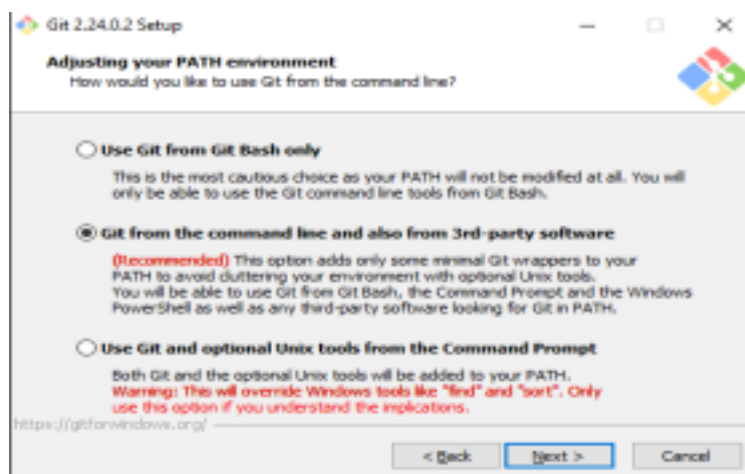 Git 2.24.0.2 Setup
Adjusting your PATH environment
How would you like to use Git from the command line?
Use Git from Git Bash only
This is the most cautious choice as your PATH will not be modified at all. You will
only be able to use the Git command line tools from Git Bash.
Git from the command line and also from 3rd-party software
(Recommended) This option adds only some minimal Git wrappers to your
PATH to avoid cluttering your environment with optional Unix tools.
You will be able to use Git from Git Bash, the Command Prompt and the Windows
PowerShell as well as any third-party software looking for Git in PATH.
Use Git and optional Unix tools from the Command Prompt
Both Git and the optional Unix tools will be added to your PATH.
Warning: This will override Windows tools like "find" and "sort". Only
use this option if you understand the implications.
https://gitforwindows.org/
< Back
Next >
Cancel